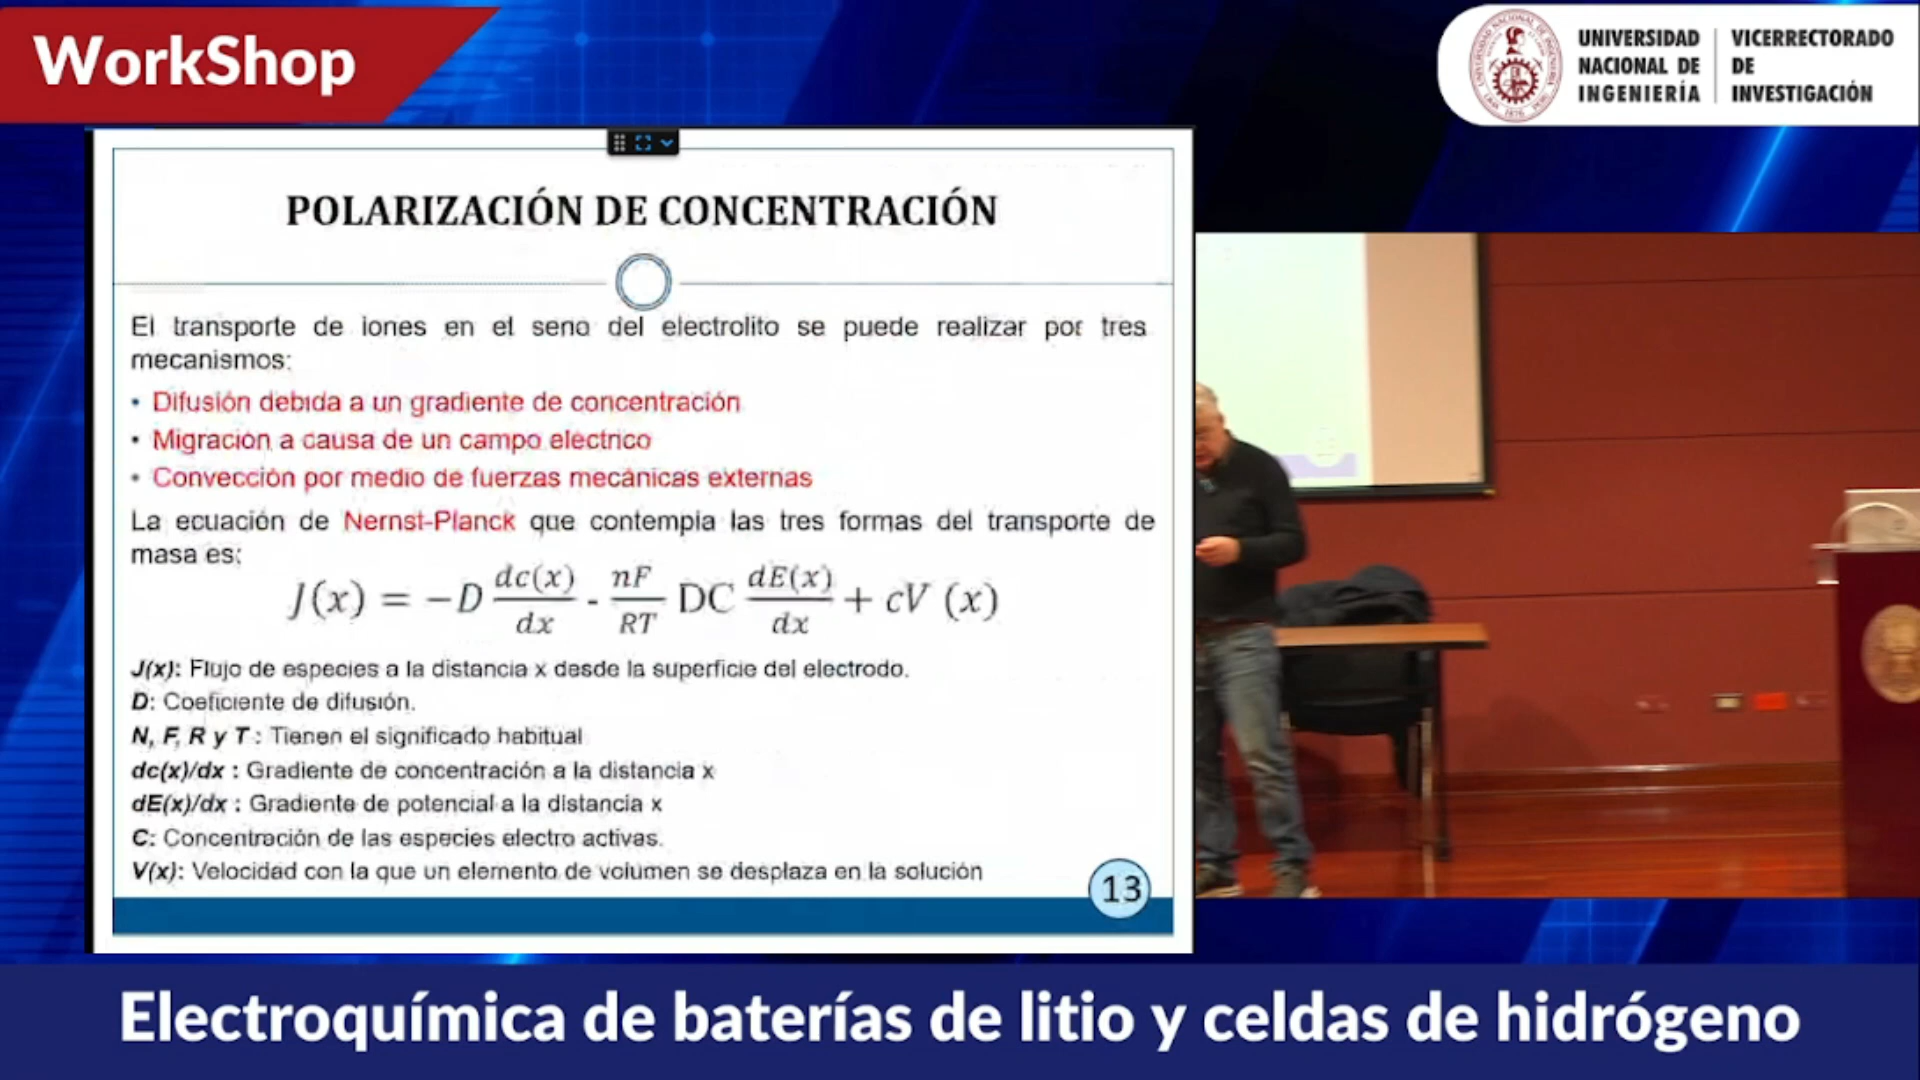 WorkShop
UNIVERSIDAD
NACIONAL DE
INGENIERÍA
VICERRECTORADO
DE
INVESTIGACIÓN
POLARIZACIÓN DE CONCENTRACIÓN
El transporte de iones en el seno del electrolito se puede realizar por tres
mecanismos:
• Difusión debida a un gradiente de concentración
• Migración a causa de un campo eléctrico
• Convección por medio de fuerzas mecánicas externas
La ecuación de Nernst-Planck que contempla las tres formas del transporte de
masa es:
J(x) = −D dc(x)/dx - nF/RT DC dE(x)/dx + cV (x)
J(x): Flujo de especies a la distancia x desde la superficie del electrodo.
D: Coeficiente de difusión.
N, F, R y T : Tienen el significado habitual
dc(x)/dx : Gradiente de concentración a la distancia x
dE(x)/dx : Gradiente de potencial a la distancia x
C: Concentración de las especies electro activas.
V(x): Velocidad con la que un elemento de volumen se desplaza en la solución
13
Electroquímica de baterías de litio y celdas de hidrógeno